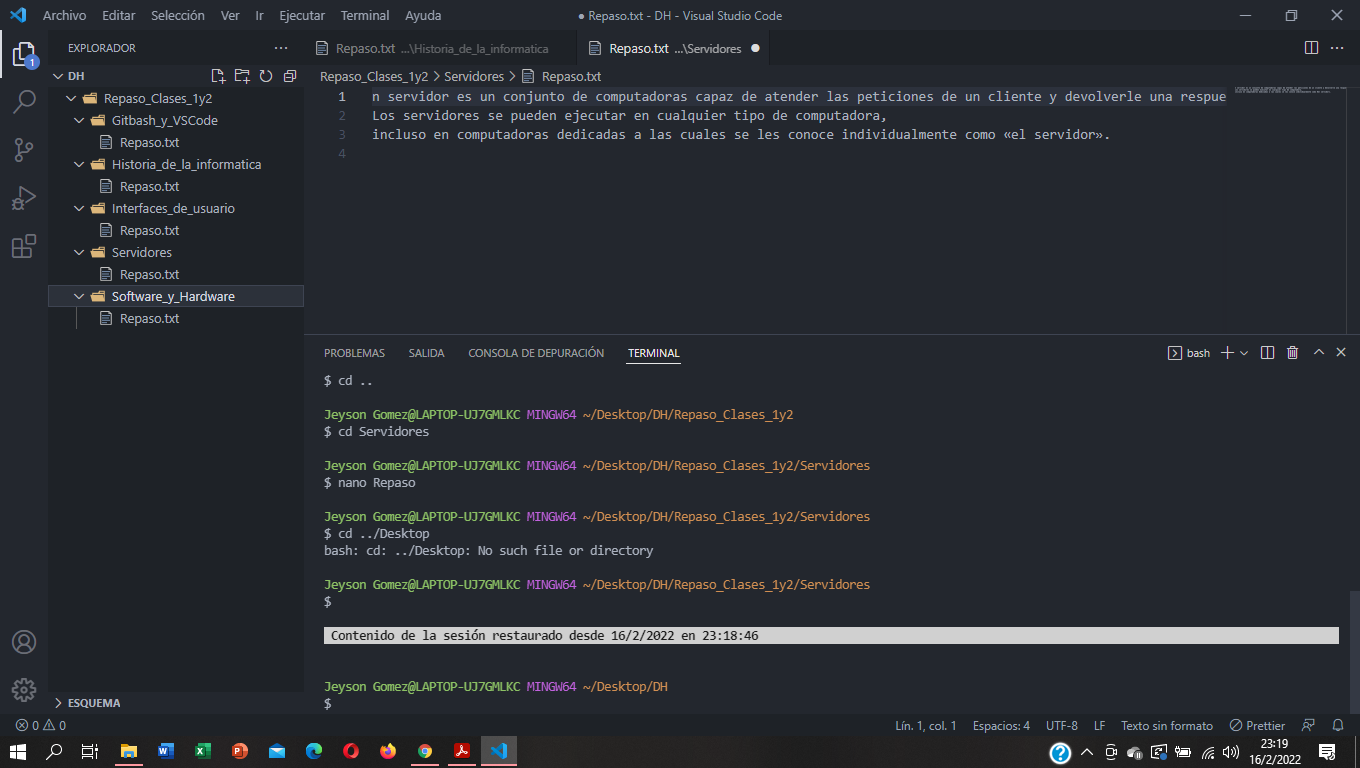 Archivo Editar Selección Ver Ir Ejecutar Terminal Ayuda
● Repaso.txt - DH - Visual Studio Code
EXPLORADOR
Repaso.txt ...\Historia_de_la_informatica
Repaso.txt ...\Servidores
DH
Repaso_Clases_1y2
Gitbash_y_VSCode
Repaso.txt
Historia_de_la_informatica
Repaso.txt
Interfaces_de_usuario
Repaso.txt
Servidores
Repaso.txt
Software_y_Hardware
Repaso.txt
Repaso_Clases_1y2 > Servidores > Repaso.txt
1 n servidor es un conjunto de computadoras capaz de atender las peticiones de un cliente y devolverle una respue
2 Los servidores se pueden ejecutar en cualquier tipo de computadora,
3 incluso en computadoras dedicadas a las cuales se les conoce individualmente como «el servidor».
4
PROBLEMAS SALIDA CONSOLA DE DEPURACIÓN TERMINAL
bash
$ cd ..
Jeyson Gomez@LAPTOP-UJ7GMLKC MINGW64 ~/Desktop/DH/Repaso_Clases_1y2
$ cd Servidores
Jeyson Gomez@LAPTOP-UJ7GMLKC MINGW64 ~/Desktop/DH/Repaso_Clases_1y2/Servidores
$ nano Repaso
Jeyson Gomez@LAPTOP-UJ7GMLKC MINGW64 ~/Desktop/DH/Repaso_Clases_1y2/Servidores
$ cd ../Desktop
bash: cd: ../Desktop: No such file or directory
Jeyson Gomez@LAPTOP-UJ7GMLKC MINGW64 ~/Desktop/DH/Repaso_Clases_1y2/Servidores
$
Contenido de la sesión restaurado desde 16/2/2022 en 23:18:46
Jeyson Gomez@LAPTOP-UJ7GMLKC MINGW64 ~/Desktop/DH
$
ESQUEMA
1
0 0
Lín. 1, col. 1 Espacios: 4 UTF-8 LF Texto sin formato Prettier
23:19
16/2/2022